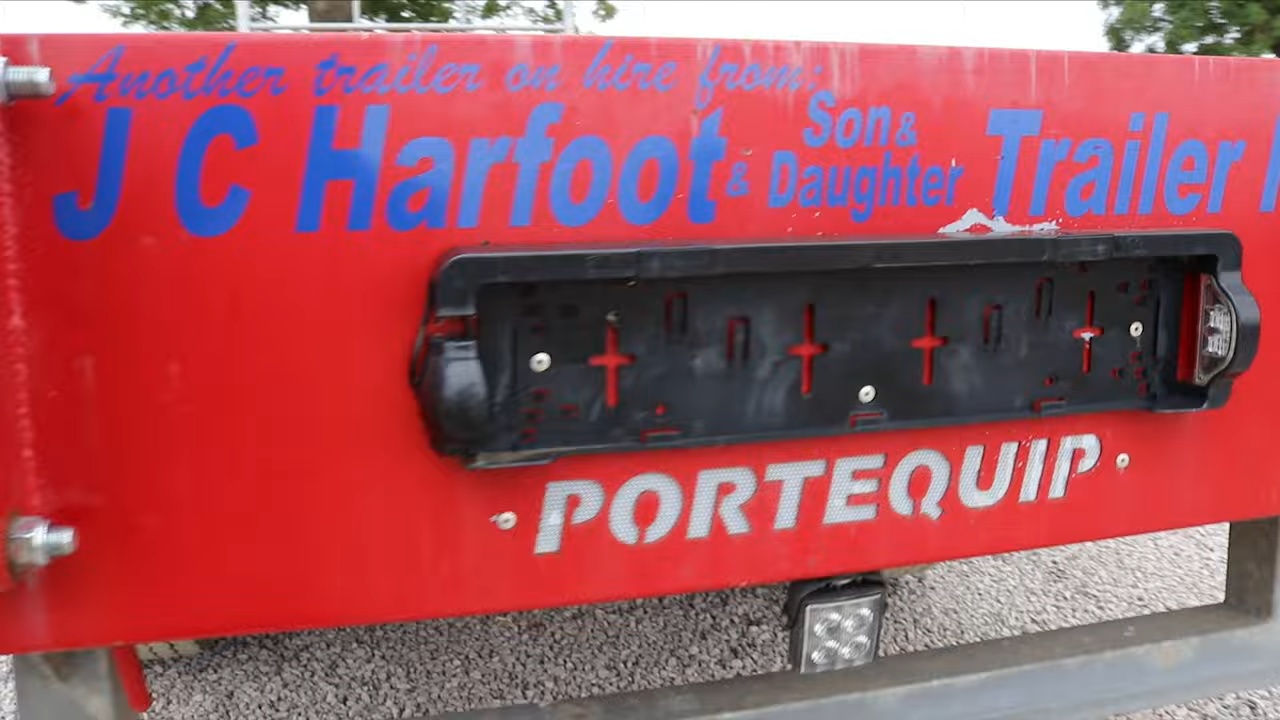 Another trailer on hire from:
J C Harfoot & Son & Daughter Trailer
PORTEQUIP